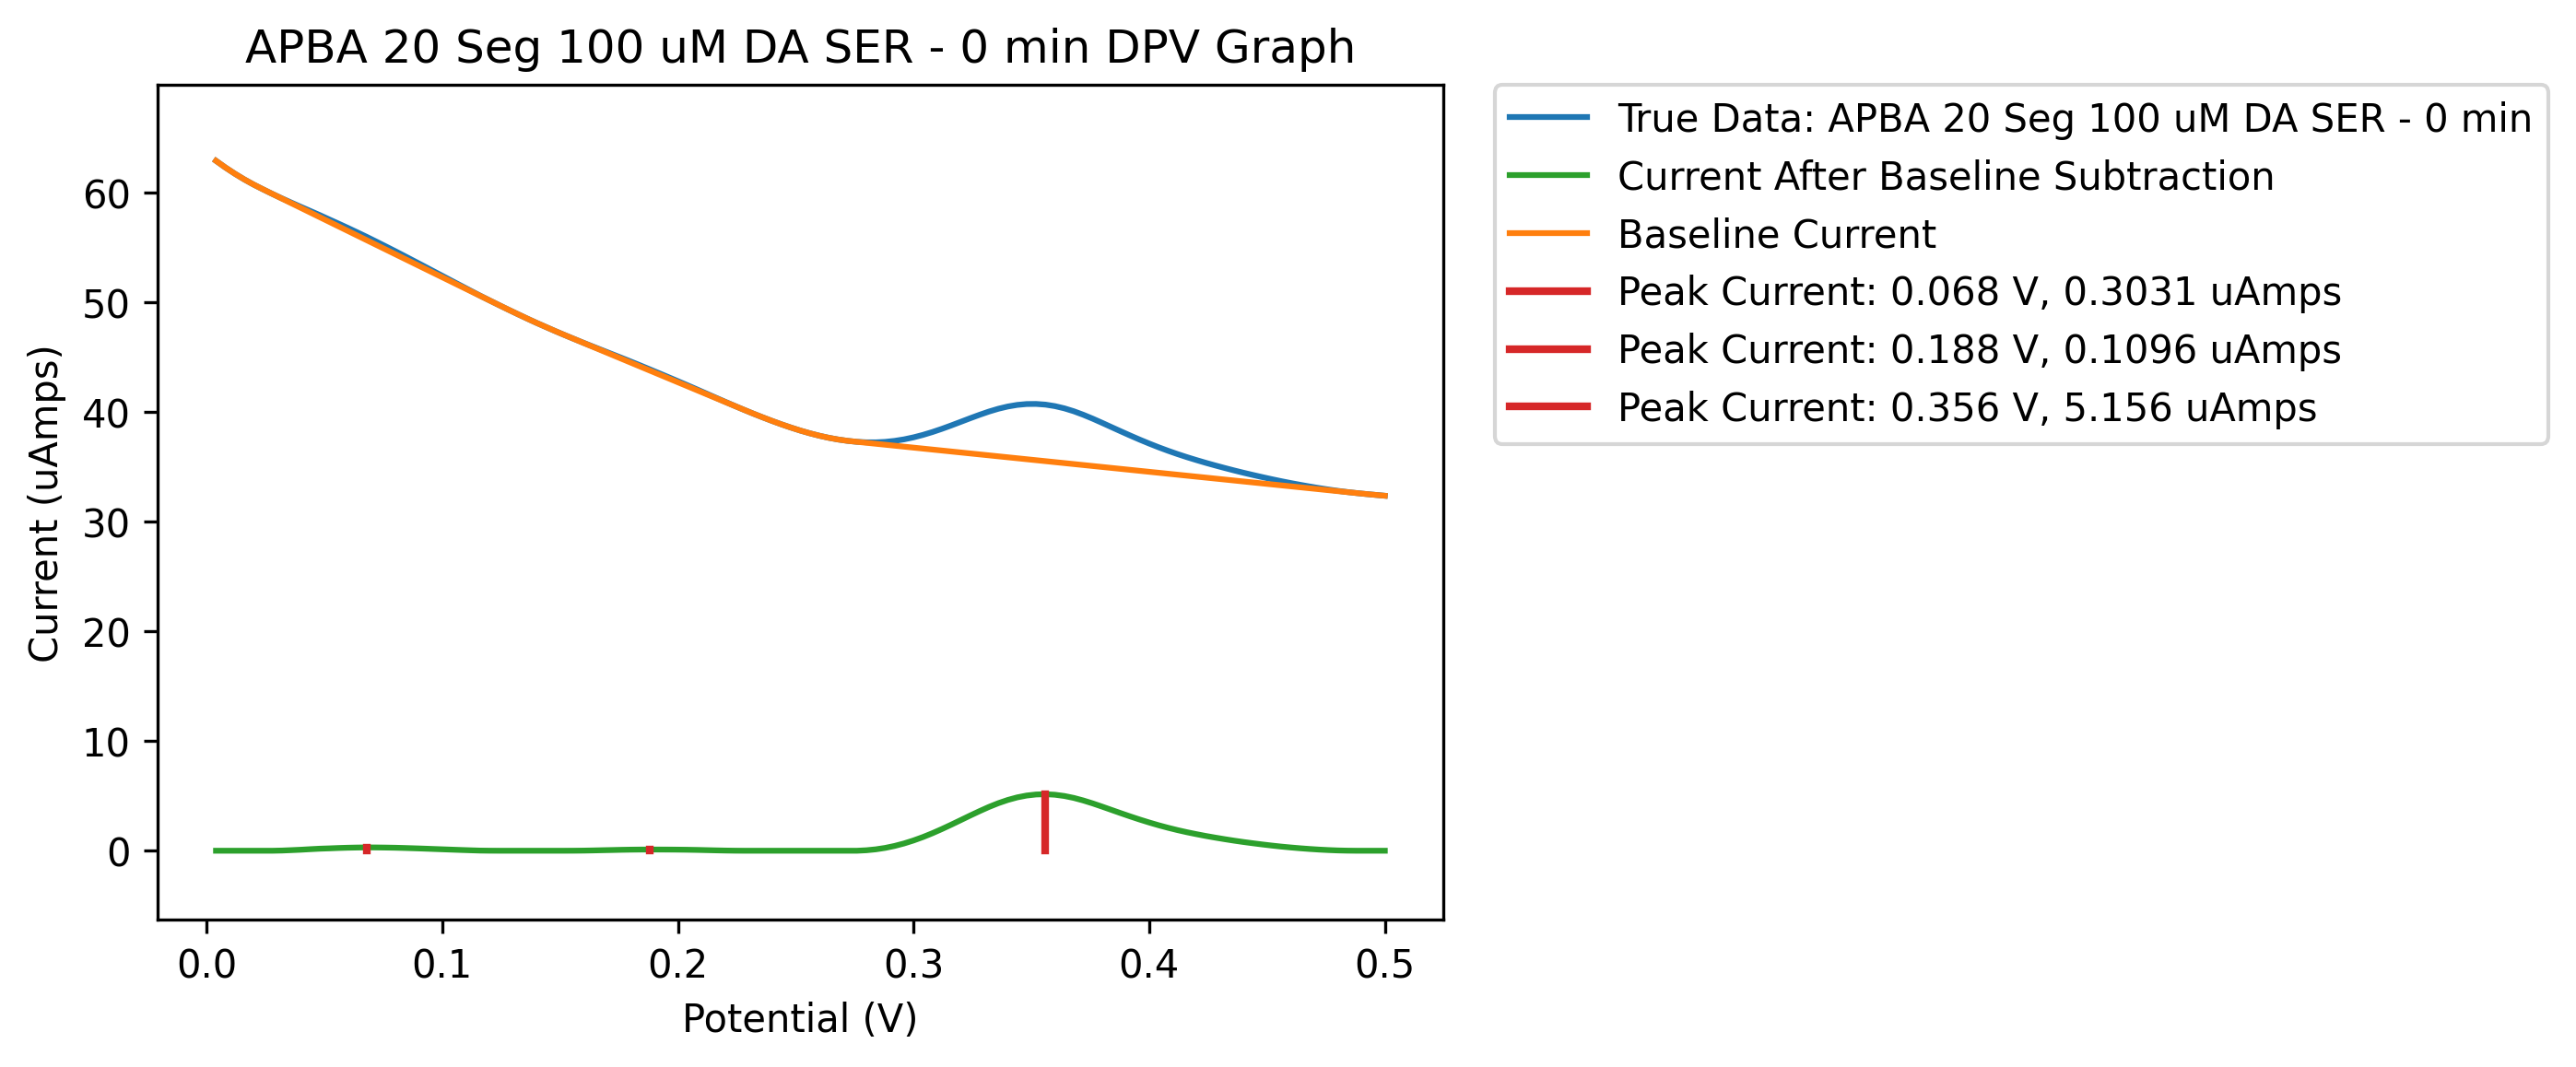 APBA 20 Seg 100 uM DA SER - 0 min DPV Graph
True Data: APBA 20 Seg 100 uM DA SER - 0 min
Current After Baseline Subtraction
Baseline Current
Peak Current: 0.068 V, 0.3031 uAmps
Peak Current: 0.188 V, 0.1096 uAmps
Peak Current: 0.356 V, 5.156 uAmps
Current (uAmps)
60
50
40
30
20
10
0
0.0 0.1 0.2 0.3 0.4 0.5
Potential (V)